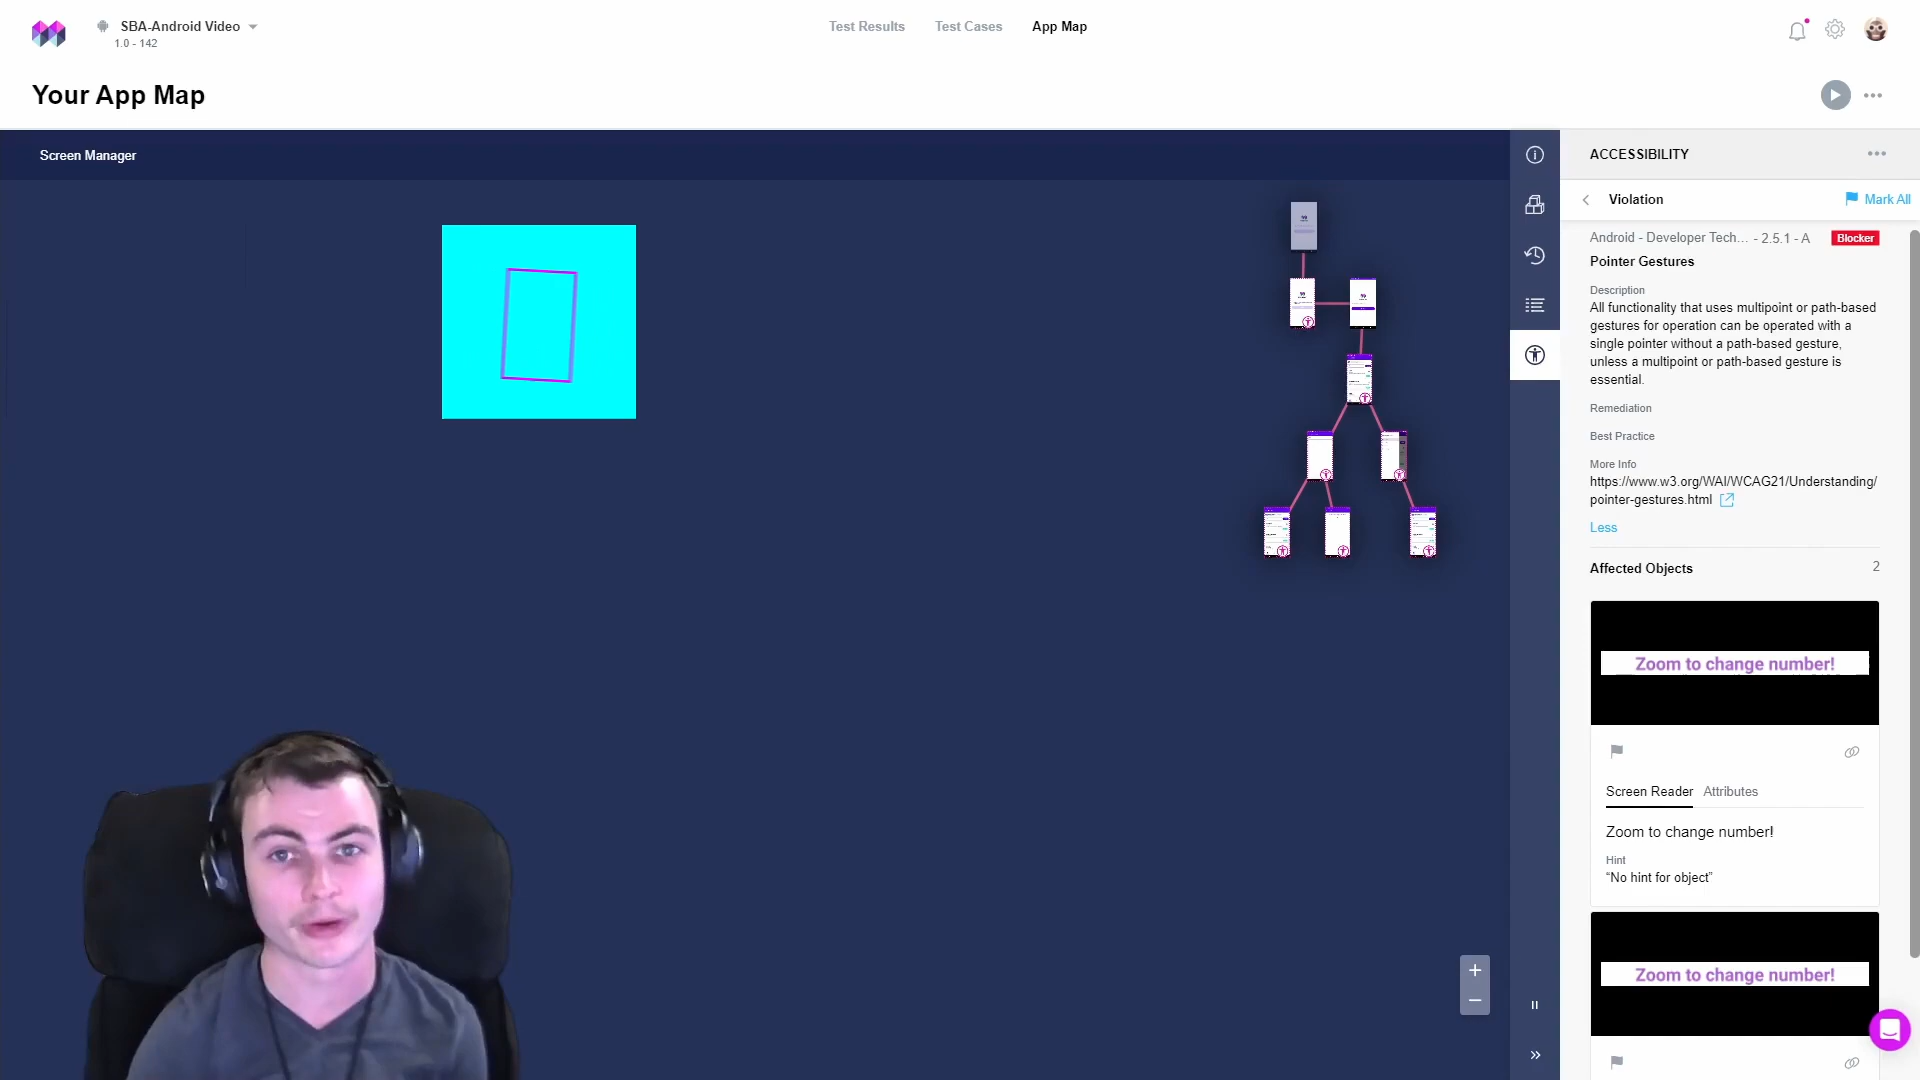 SBA-Android Video
1.0 - 142
Test Results
Test Cases
App Map
Your App Map
Screen Manager
ACCESSIBILITY
Violation
Mark All
Android - Developer Tech... - 2.5.1 - A
Blocker
Pointer Gestures
Description
All functionality that uses multipoint or path-based
gestures for operation can be operated with a
single pointer without a path-based gesture,
unless a multipoint or path-based gesture is
essential.
Remediation
Best Practice
More Info
https://www.w3.org/WAI/WCAG21/Understanding/
pointer-gestures.html
Less
Affected Objects
2
Zoom to change number!
Screen Reader
Attributes
Zoom to change number!
Hint
“No hint for object”
Zoom to change number!